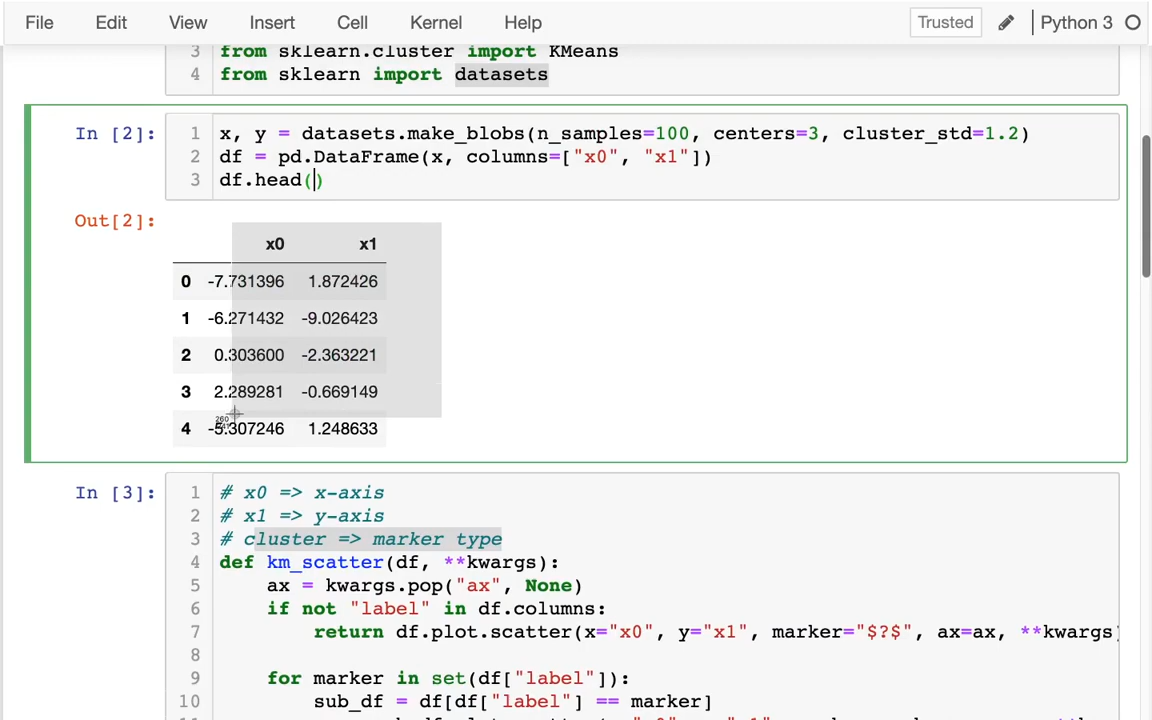 File Edit View Insert Cell Kernel Help Trusted Python 3
3 from sklearn.cluster import KMeans
4 from sklearn import datasets
In [2]: 1 x, y = datasets.make_blobs(n_samples=100, centers=3, cluster_std=1.2)
2 df = pd.DataFrame(x, columns=["x0", "x1"])
3 df.head()
Out[2]:
x0 x1
0 -7.731396 1.872426
1 -6.271432 -9.026423
2 0.303600 -2.363221
3 2.289281 -0.669149
4 -5.307246 1.248633
In [3]: 1 # x0 => x-axis
2 # x1 => y-axis
3 # cluster => marker type
4 def km_scatter(df, **kwargs):
5 ax = kwargs.pop("ax", None)
6 if not "label" in df.columns:
7 return df.plot.scatter(x="x0", y="x1", marker="$?$", ax=ax, **kwargs)
8
9 for marker in set(df["label"]):
10 sub_df = df[df["label"] == marker]